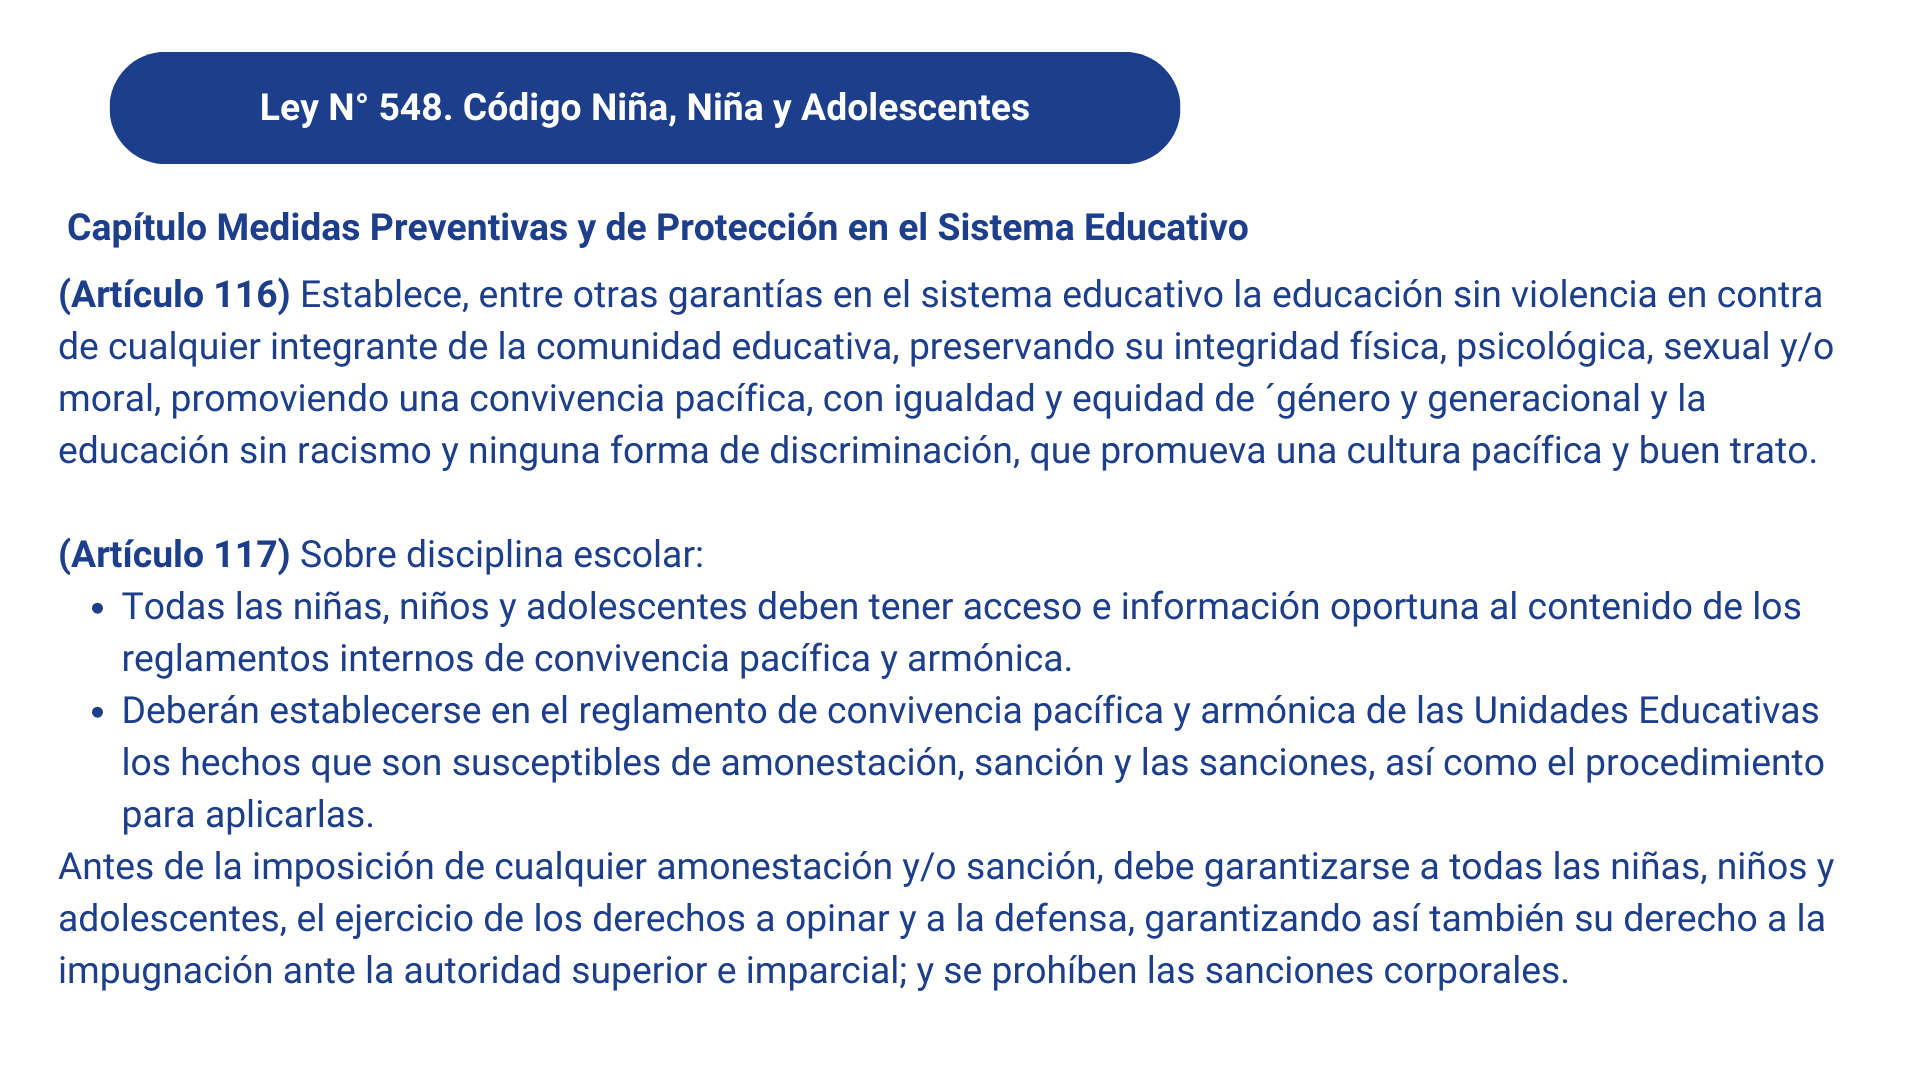 Ley N° 548. Código Niña, Niña y Adolescentes
Capítulo Medidas Preventivas y de Protección en el Sistema Educativo
(Artículo 116) Establece, entre otras garantías en el sistema educativo la educación sin violencia en contra
de cualquier integrante de la comunidad educativa, preservando su integridad física, psicológica, sexual y/o
moral, promoviendo una convivencia pacífica, con igualdad y equidad de ´género y generacional y la
educación sin racismo y ninguna forma de discriminación, que promueva una cultura pacífica y buen trato.
(Artículo 117) Sobre disciplina escolar:
• Todas las niñas, niños y adolescentes deben tener acceso e información oportuna al contenido de los
reglamentos internos de convivencia pacífica y armónica.
• Deberán establecerse en el reglamento de convivencia pacífica y armónica de las Unidades Educativas
los hechos que son susceptibles de amonestación, sanción y las sanciones, así como el procedimiento
para aplicarlas.
Antes de la imposición de cualquier amonestación y/o sanción, debe garantizarse a todas las niñas, niños y
adolescentes, el ejercicio de los derechos a opinar y a la defensa, garantizando así también su derecho a la
impugnación ante la autoridad superior e imparcial; y se prohíben las sanciones corporales.